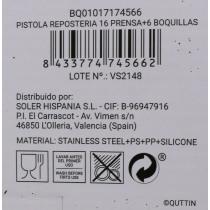 BQ01017174566
PISTOLA REPOSTERIA 16 PRENSA+6 BOQUILLAS
8 433774 745662
LOTE Nº: VS2148
Distribuido por:
SOLER HISPANIA S.L. - CIF: B-96947916
P.I. El Carrascot - Av. Vimen s/n
46850 L'Olleria, Valencia (Spain)
MATERIAL: STAINLESS STEEL+PS+PP+SILICONE
LAVAR ANTES
DEL PRIMER USO
WASH BEFORE
FIRST USE
©QUTTIN